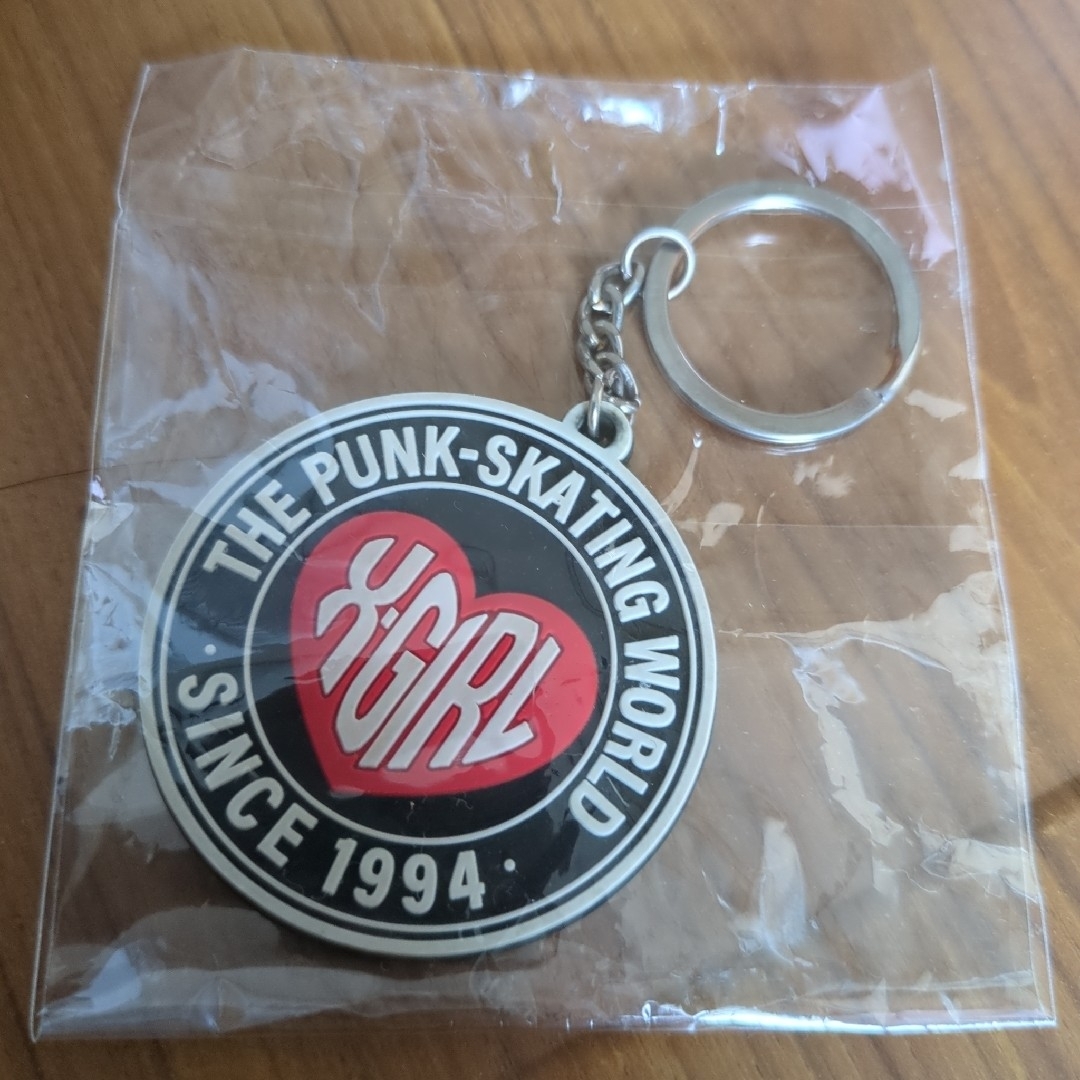 THE PUNK-SKATING WORLD
X-GIRL
· SINCE 1994 ·